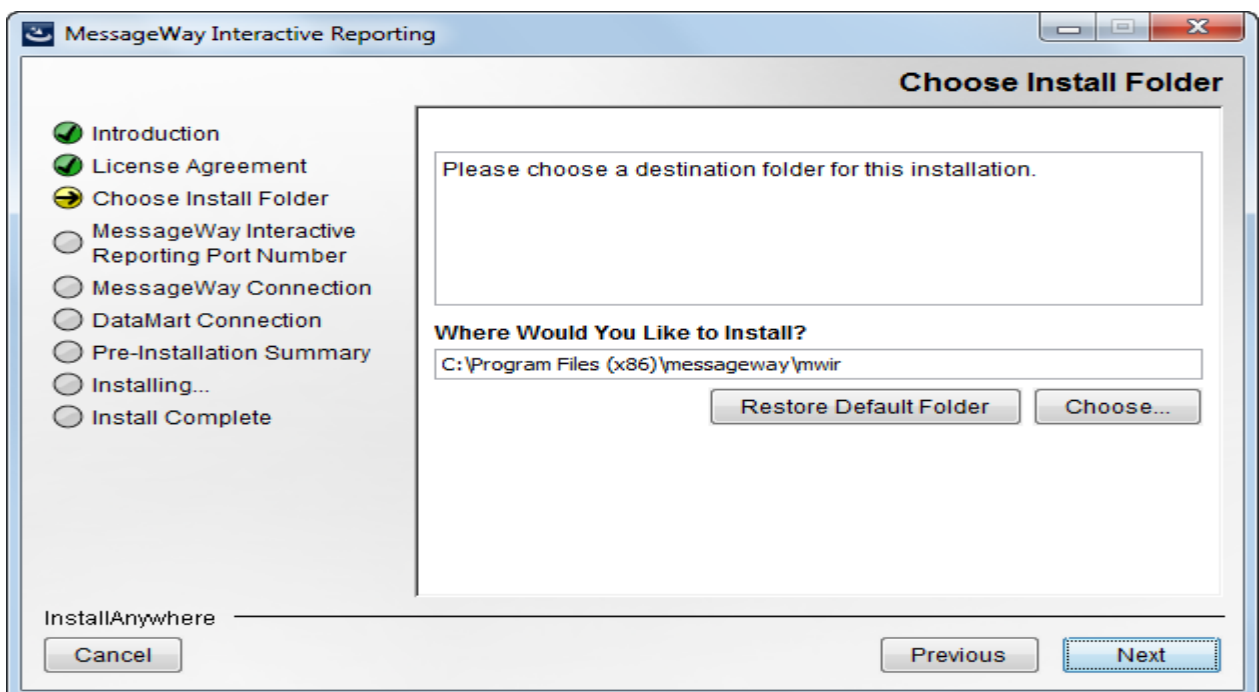 MessageWay Interactive Reporting
Choose Install Folder
Introduction
License Agreement
Choose Install Folder
MessageWay Interactive
Reporting Port Number
MessageWay Connection
DataMart Connection
Pre-Installation Summary
Installing...
Install Complete
Please choose a destination folder for this installation.
Where Would You Like to Install?
C:\Program Files (x86)\messageway\mwir
Restore Default Folder
Choose...
InstallAnywhere
Cancel
Previous
Next